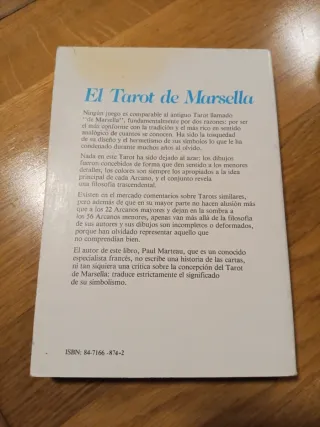 El Tarot de Marsella
Ningún juego es comparable al antiguo Tarot llamado
"de Marsella", fundamentalmente por dos razones: por ser
el más conforme con la tradición y el más rico en sentido
analógico de cuantos se conocen. Ha sido la tosquedad
de su diseño y el hermetismo de sus símbolos lo que le ha
condenado durante muchos años al olvido.
Nada en este Tarot ha sido dejado al azar: los dibujos
fueron concebidos de forma que den sentido a los menores
detalles, los colores son siempre los apropiados a la idea
principal de cada Arcano, y el conjunto revela
una filosofía trascendental.
Existen en el mercado comentarios sobre Tarots similares,
pero además de que en su mayor parte no hacen alusión más
que a los 22 Arcanos mayores y dejan en la sombra a
los 56 Arcanos menores, apenas van más allá de la filosofía
de sus autores y sus dibujos son incompletos o deformados,
porque han olvidado representar aquello que
no comprendían bien.
El autor de este libro, Paul Marteau, que es un conocido
especialista francés, no escribe una historia de las cartas,
ni tan siquiera una crítica sobre la concepción del Tarot
de Marsella; traduce estrictamente el significado
de su simbolismo.
ISBN: 84-7166-874-2